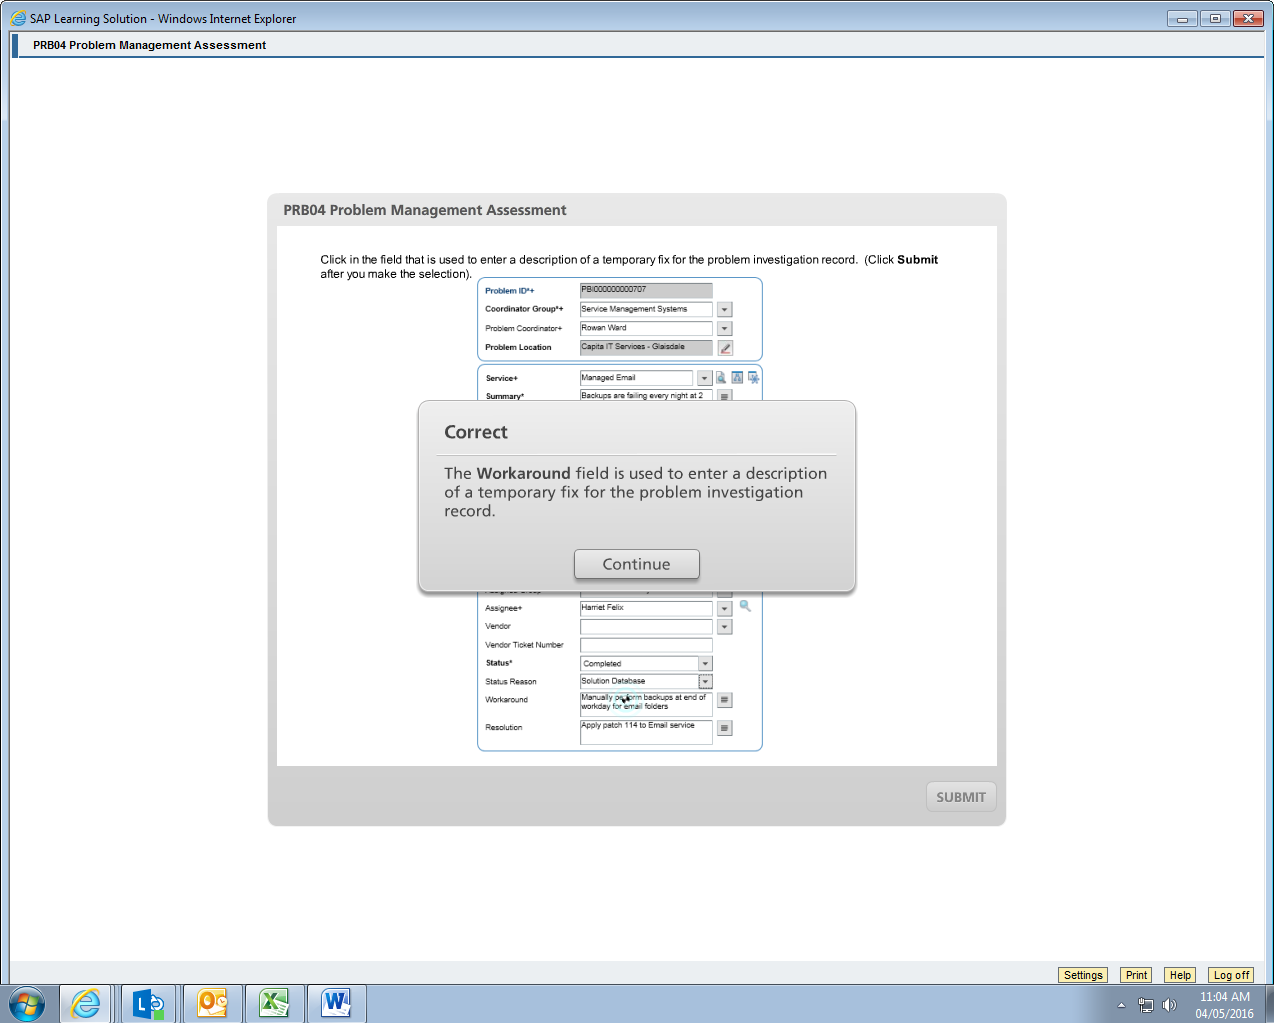 SAP Learning Solution - Windows Internet Explorer
PRB04 Problem Management Assessment
PRB04 Problem Management Assessment
Click in the field that is used to enter a description of a temporary fix for the problem investigation record. (Click Submit
after you make the selection).
Problem ID*+ PBI000000000707
Coordinator Group*+ Service Management Systems
Problem Coordinator+ Rowan Ward
Problem Location Capita IT Services - Glaisdale
Service+ Managed Email
Summary* Backups are failing every night at 2
Correct
The Workaround field is used to enter a description
of a temporary fix for the problem investigation
record.
Continue
Assignee+ Harriet Felix
Vendor
Vendor Ticket Number
Status* Completed
Status Reason Solution Database
Workaround Manually perform backups at end of
workday for email folders
Resolution Apply patch 114 to Email service
SUBMIT
Settings Print Help Log off
11:04 AM
04/05/2016